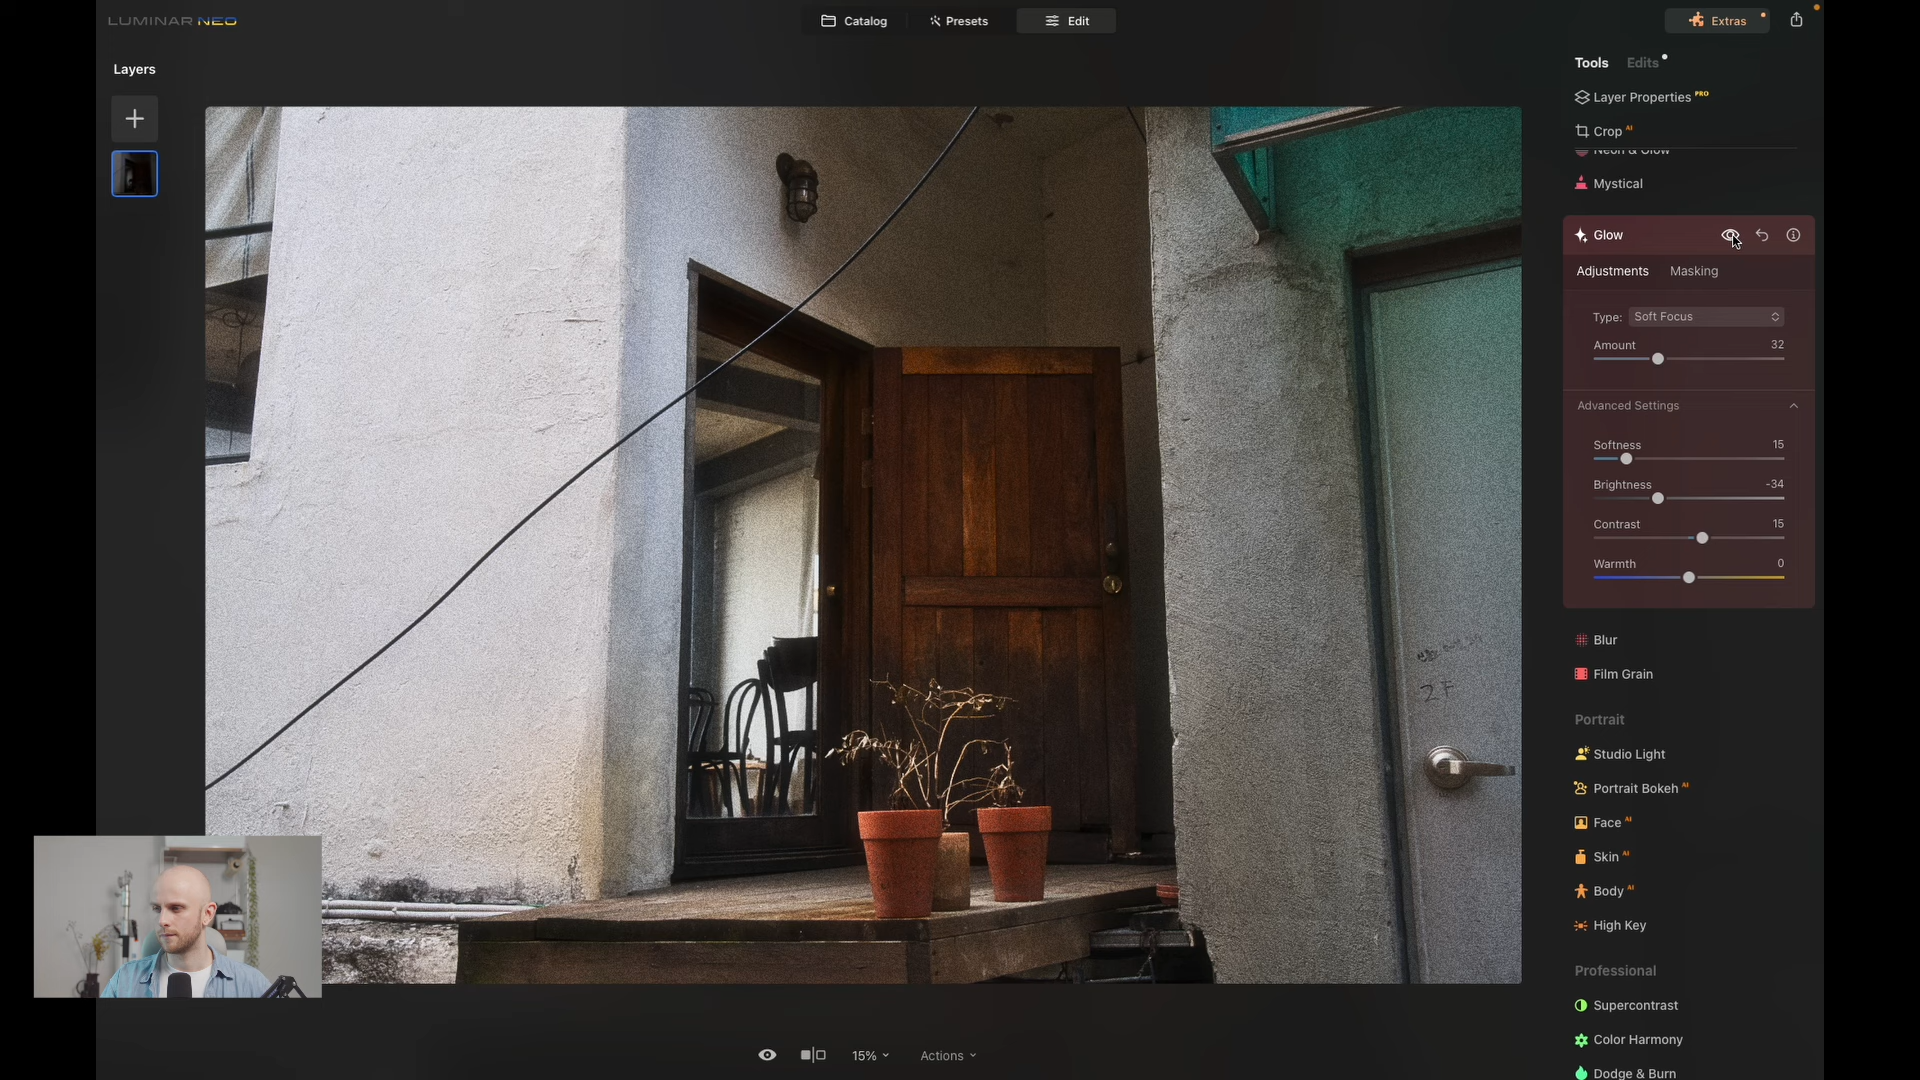 LUMINAR NEO
Catalog
Presets
Edit
Extras
Layers
Tools
Edits
Layer Properties PRO
Crop AI
Neon & Glow
Mystical
Glow
Adjustments
Masking
Type: Soft Focus
Amount 32
Advanced Settings
Softness 15
Brightness -34
Contrast 15
Warmth 0
Blur
Film Grain
Portrait
Studio Light
Portrait Bokeh AI
Face AI
Skin AI
Body AI
High Key
Professional
Supercontrast
Color Harmony
Dodge & Burn
2F
15%
Actions